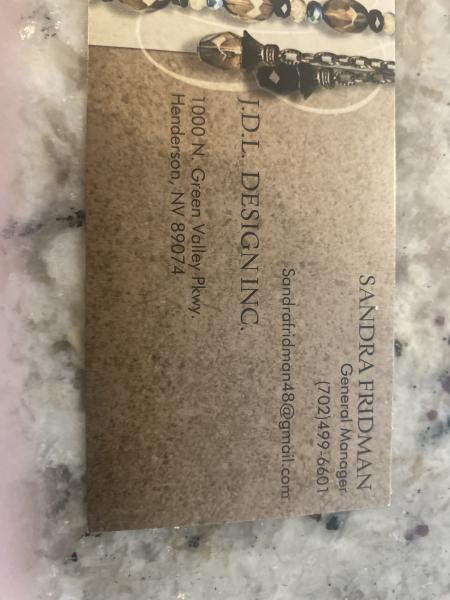 SANDRA FRIDMAN
General Manager
(702)499-6601
Sandrafridman48@gmail.com
J.D.L. DESIGN INC.
1000 N. Green Valley Pkwy.
Henderson, NV 89074